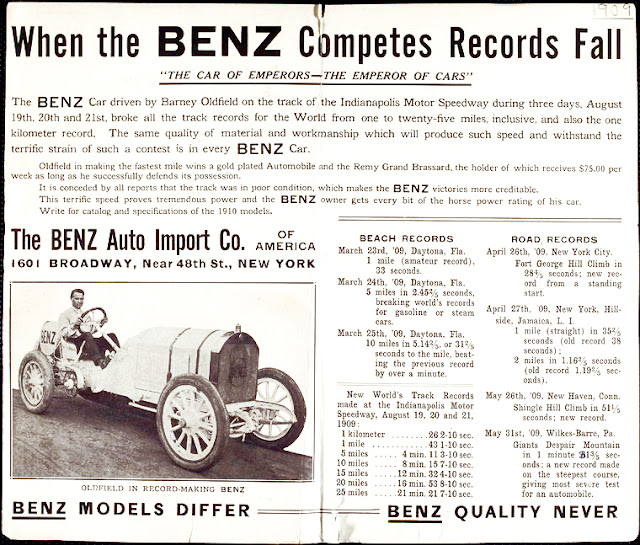 1909
When the BENZ Competes Records Fall
"THE CAR OF EMPERORS—THE EMPEROR OF CARS"
The BENZ Car driven by Barney Oldfield on the track of the Indianapolis Motor Speedway during three days, August
19th, 20th and 21st, broke all the track records for the World from one to twenty-five miles, inclusive, and also the one
kilometer record. The same quality of material and workmanship which will produce such speed and withstand the
terrific strain of such a contest is in every BENZ Car.
Oldfield in making the fastest mile wins a gold plated Automobile and the Remy Grand Brassard, the holder of which receives $75.00 per
week as long as he successfully defends its possession.
It is conceded by all reports that the track was in poor condition, which makes the BENZ victories more creditable.
This terrific speed proves tremendous power and the BENZ owner gets every bit of the horse power rating of his car.
Write for catalog and specifications of the 1910 models.
The BENZ Auto Import Co. OF AMERICA
1601 BROADWAY, Near 48th St., NEW YORK
BENZ
OLDFIELD IN RECORD-MAKING BENZ
BEACH RECORDS
March 23rd, '09, Daytona, Fla.
1 mile (amateur record),
33 seconds.
March 24th, '09, Daytona, Fla.
5 miles in 2.45⅖ seconds,
breaking world's records
for gasoline or steam
cars.
March 25th, '09, Daytona, Fla.
10 miles in 5.14⅖, or 31⅖
seconds to the mile, beat-
ing the previous record
by over a minute.
New World's Track Records
made at the Indianapolis Motor
Speedway, August 19, 20 and 21,
1909:
1 kilometer ........ 26 2-10 sec.
1 mile ............ 43 1-10 sec.
5 miles ..... 4 min. 11 3-10 sec.
10 miles ..... 8 min. 15 7-10 sec.
15 miles .... 12 min. 32 4-10 sec.
20 miles .... 16 min. 53 8-10 sec.
25 miles .... 21 min. 21 7-10 sec.
ROAD RECORDS
April 26th, '09, New York City.
Fort George Hill Climb in
28⅖ seconds; new rec-
ord from a standing
start.
April 27th, '09, New York, Hill-
side, Jamaica, L. I.
1 mile (straight) in 35⅖
seconds (old record 38
seconds);
2 miles in 1.16⅖ seconds
(old record 1.19⅖ sec-
onds).
May 26th, '09, New Haven, Conn.
Shingle Hill Climb in 51⅖
sec.; new record.
May 31st, '09, Wilkes-Barre, Pa.
Giants Despair Mountain
in 1 minute 31⅗ sec-
onds; a new record made
on the steepest course,
giving most severe test
for an automobile.
BENZ MODELS DIFFER BENZ QUALITY NEVER